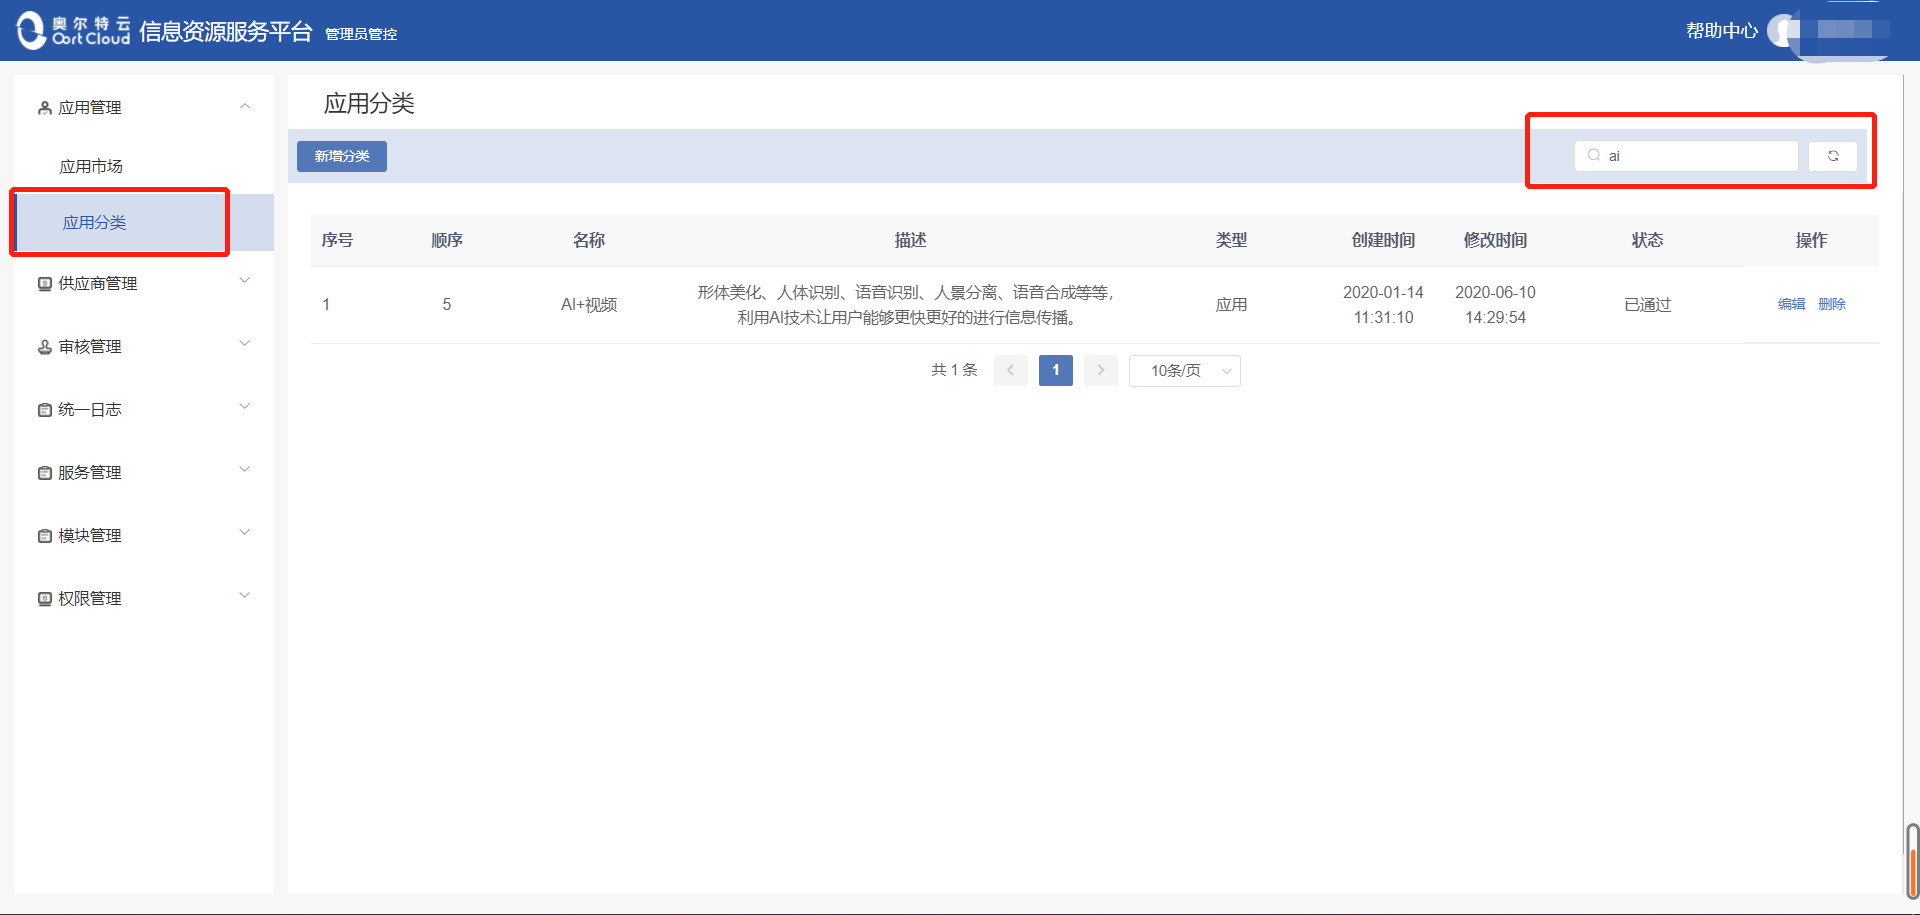 奥尔特云
Oort Cloud
信息资源服务平台 管理员管控
帮助中心
应用管理
应用市场
应用分类
供应商管理
审核管理
统一日志
服务管理
模块管理
权限管理
应用分类
新增分类
ai
序号 顺序 名称 描述 类型 创建时间 修改时间 状态 操作
1 5 AI+视频 形体美化、人体识别、语音识别、人景分离、语音合成等等，
利用AI技术让用户能够更快更好的进行信息传播。 应用 2020-01-14
11:31:10 2020-06-10
14:29:54 已通过 编辑 删除
共 1 条 1 10条/页